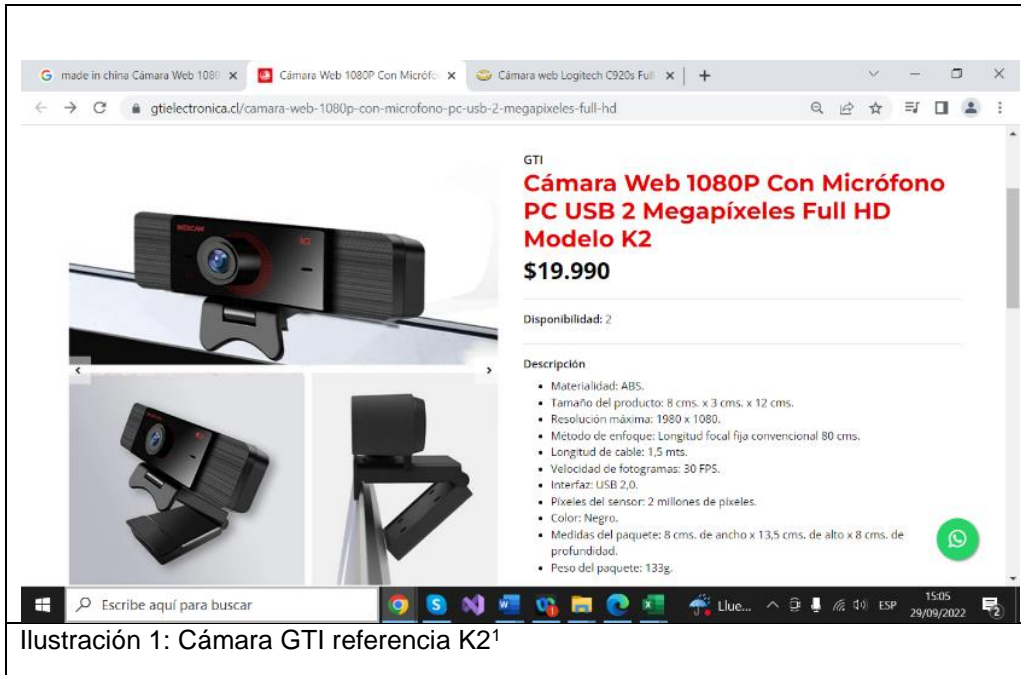 made in china Cámara Web 1080
Cámara Web 1080P Con Micrófo
Cámara web Logitech C920s Full
gtielectronica.cl/camara-web-1080p-con-microfono-pc-usb-2-megapixeles-full-hd
GTI
Cámara Web 1080P Con Micrófono
PC USB 2 Megapíxeles Full HD
Modelo K2
$19.990
Disponibilidad: 2
Descripción
• Materialidad: ABS.
• Tamaño del producto: 8 cms. x 3 cms. x 12 cms.
• Resolución máxima: 1980 x 1080.
• Método de enfoque: Longitud focal fija convencional 80 cms.
• Longitud de cable: 1,5 mts.
• Velocidad de fotogramas: 30 FPS.
• Interfaz: USB 2,0.
• Píxeles del sensor: 2 millones de píxeles.
• Color: Negro.
• Medidas del paquete: 8 cms. de ancho x 13,5 cms. de alto x 8 cms. de
profundidad.
• Peso del paquete: 133g.
WEBCAM
K2
WEBCAM
K2
Escribe aquí para buscar
Llue...
ESP
15:05
29/09/2022
2
Ilustración 1: Cámara GTI referencia K2¹